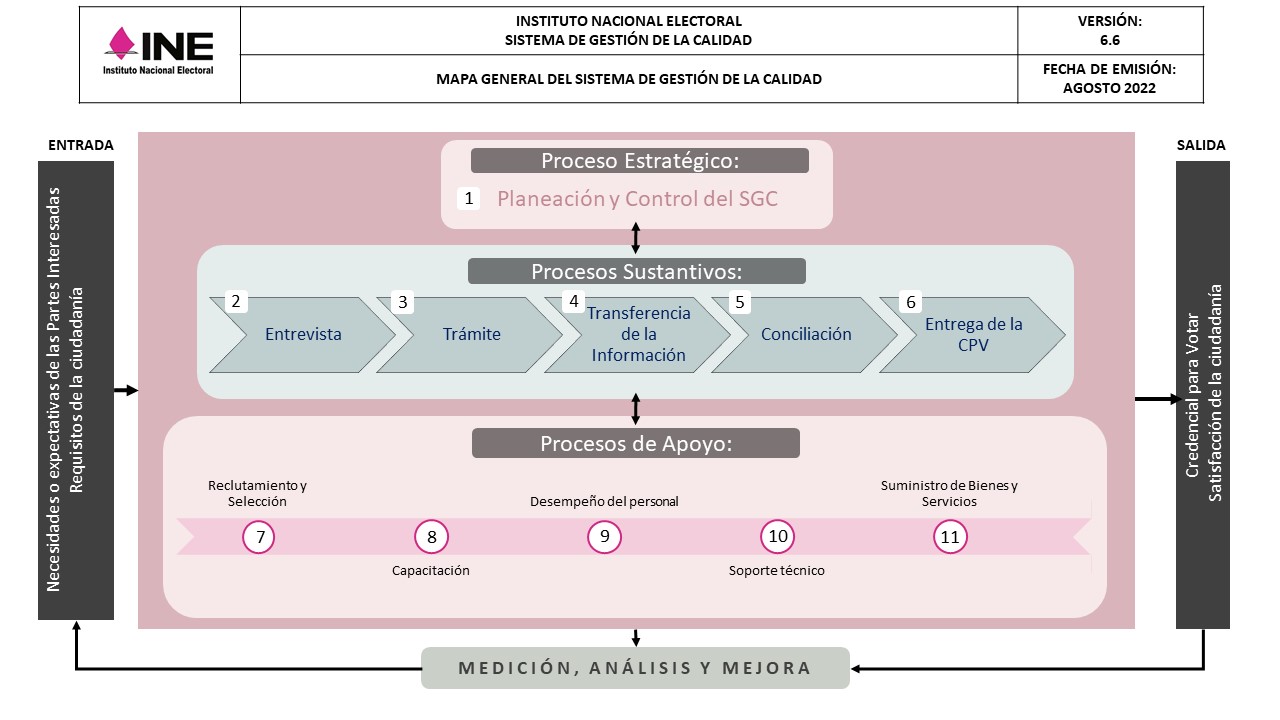 INE
Instituto Nacional Electoral
INSTITUTO NACIONAL ELECTORAL
SISTEMA DE GESTIÓN DE LA CALIDAD
MAPA GENERAL DEL SISTEMA DE GESTIÓN DE LA CALIDAD
VERSIÓN:
6.6
FECHA DE EMISIÓN:
AGOSTO 2022
ENTRADA
Necesidades o expectativas de las Partes Interesadas
Requisitos de la ciudadanía
Proceso Estratégico:
1 Planeación y Control del SGC
Procesos Sustantivos:
2
Entrevista
3
Trámite
4
Transferencia
de la
Información
5
Conciliación
6
Entrega de la
CPV
Procesos de Apoyo:
Reclutamiento y
Selección
7
8
Capacitación
Desempeño del personal
9
10
Soporte técnico
Suministro de Bienes y
Servicios
11
SALIDA
Credencial para Votar
Satisfacción de la ciudadanía
MEDICIÓN, ANÁLISIS Y MEJORA